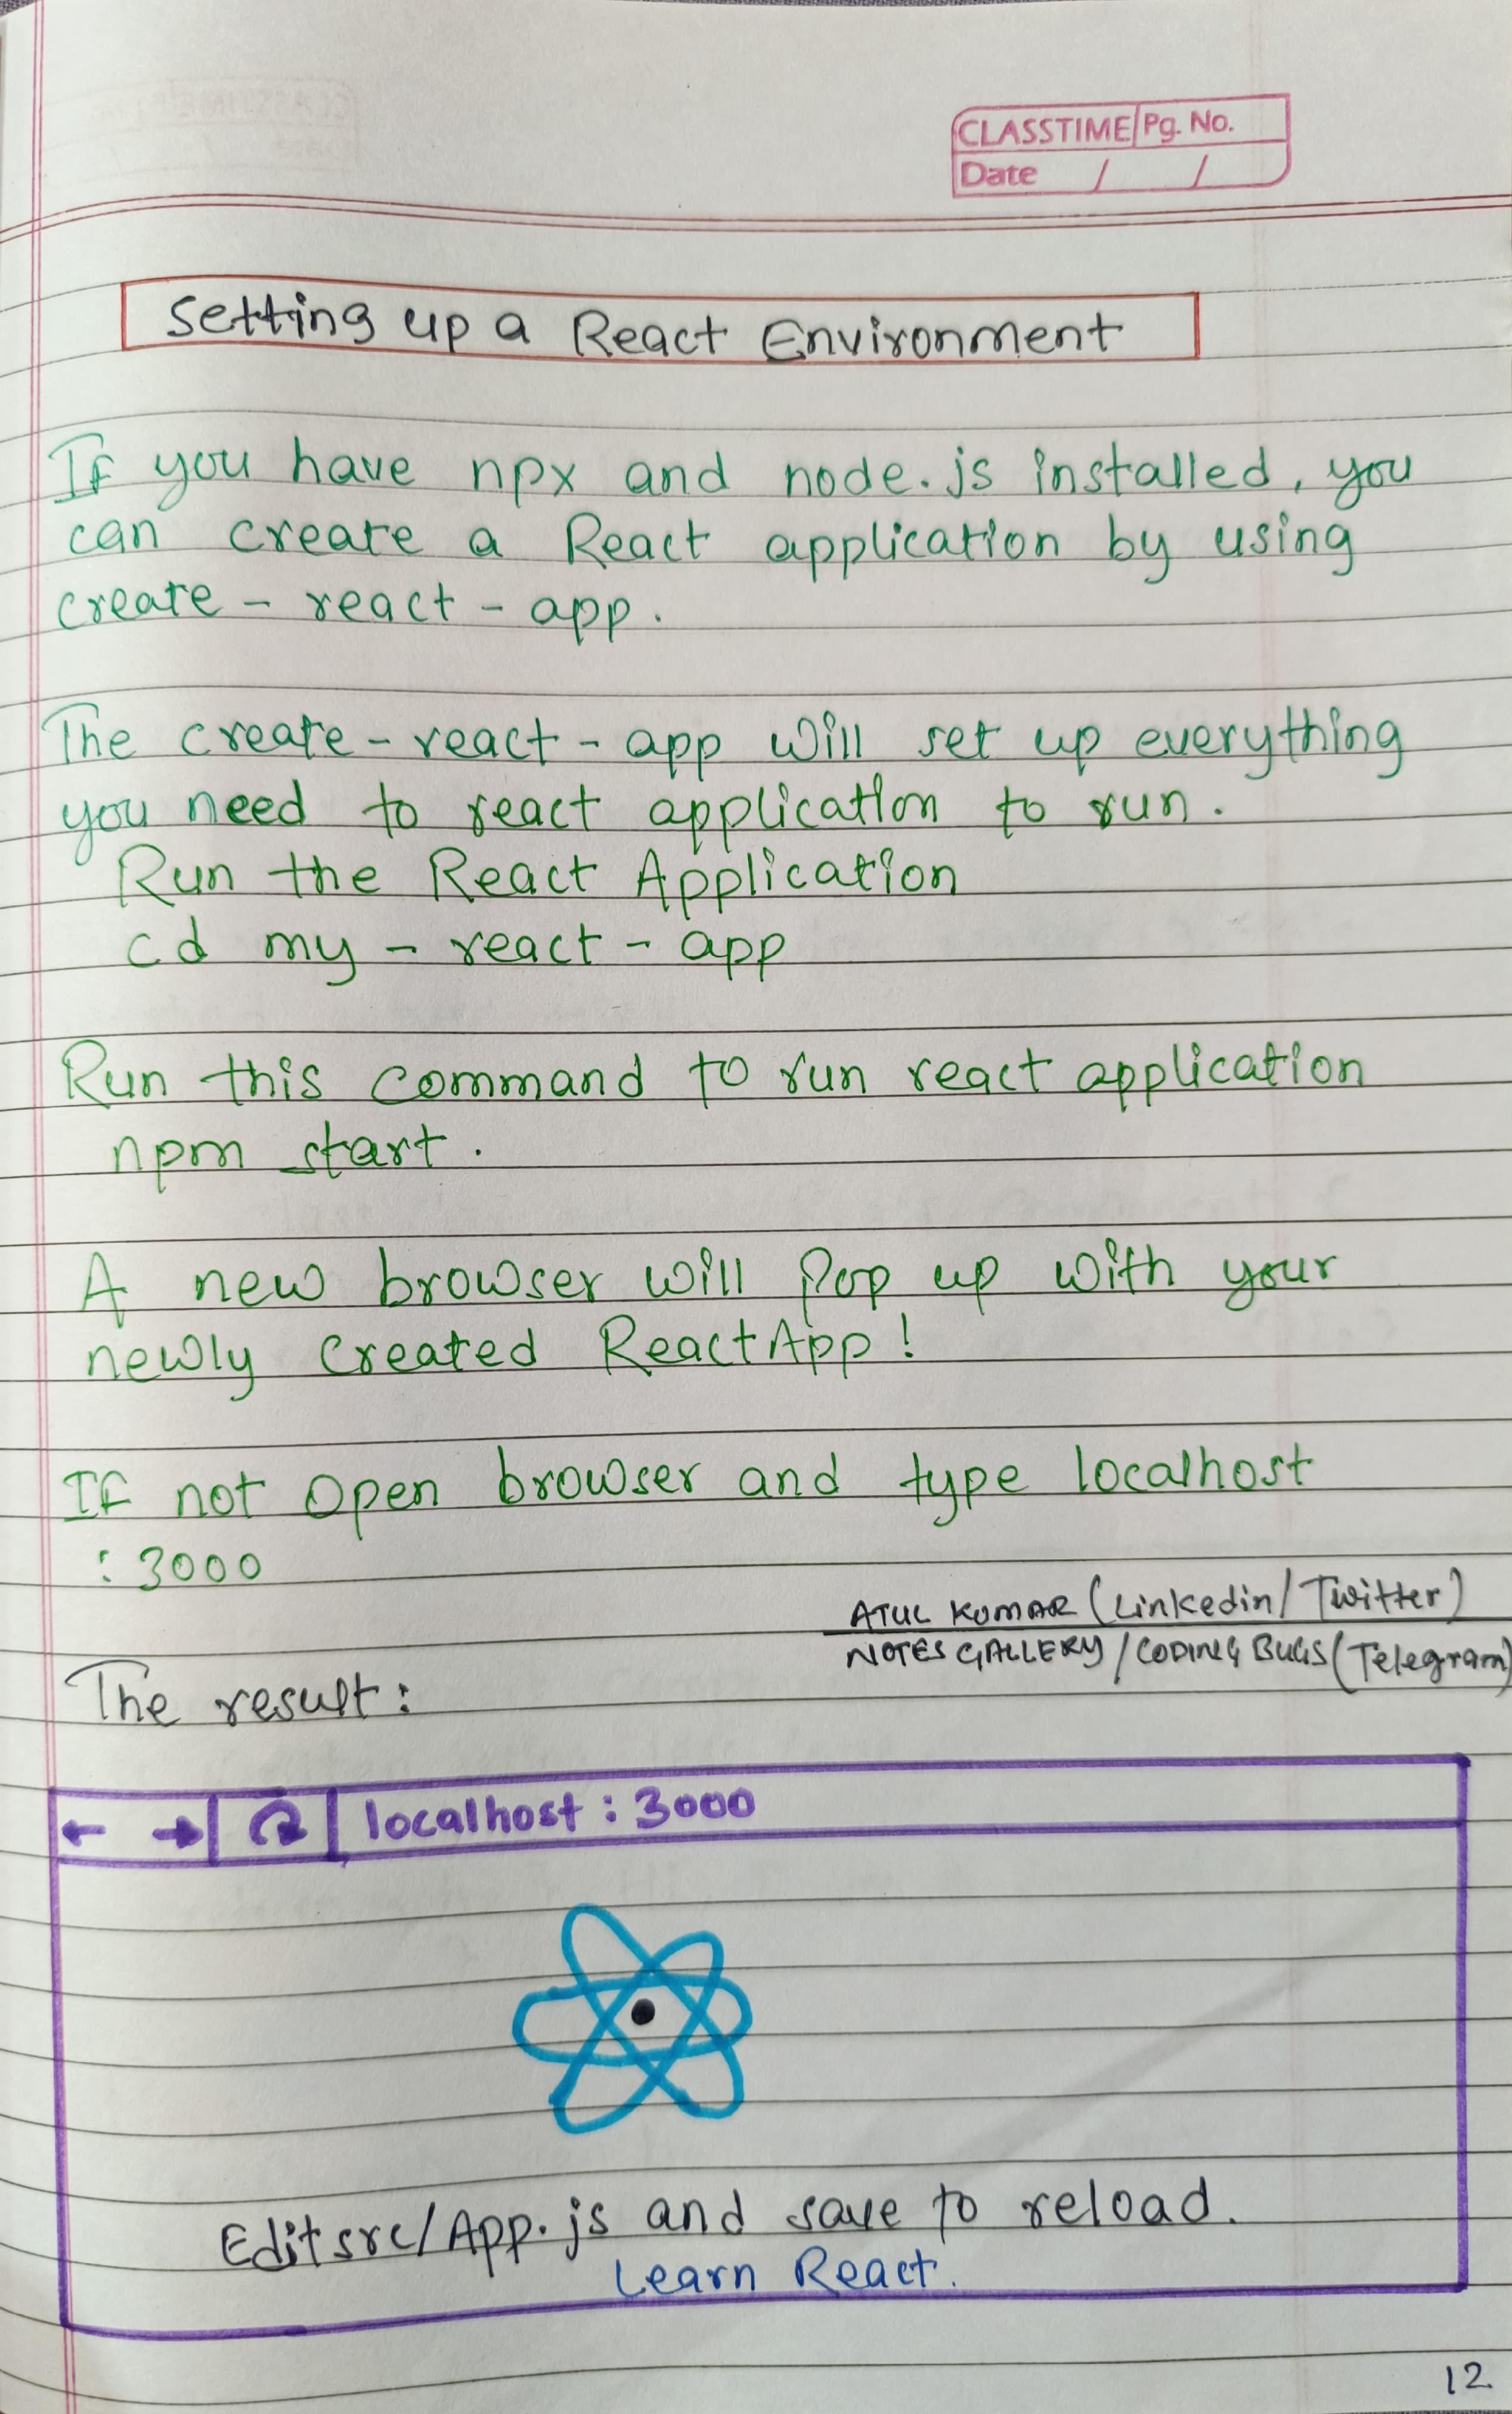 CLASSTIME Pg. No.
Date / /
Setting up a React Environment
If you have npx and node.js installed, you
can create a React application by using
create - react - app.
The create - react - app will set up everything
you need to react application to run.
Run the React Application
cd my - react - app
Run this command to run react application
npm start.
A new browser will Pop up with your
newly created ReactApp!
If not open browser and type localhost
: 3000
ATUL KUMAR (Linkedin/Twitter)
NOTES GALLERY / CODING BUGS (Telegram)
The result:
← → localhost : 3000
Edit src/App.js and save to reload.
Learn React.
12